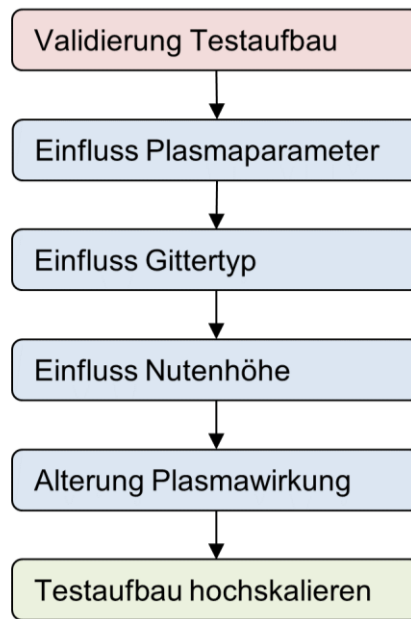 Validierung Testaufbau
Einfluss Plasmaparameter
Einfluss Gittertyp
Einfluss Nutenhöhe
Alterung Plasmawirkung
Testaufbau hochskalieren